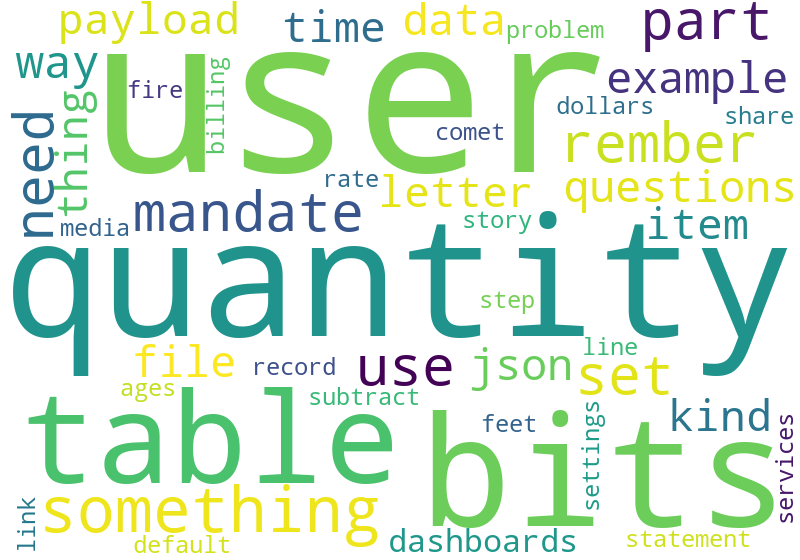 payload
time
data
problem
part
way
user
example
fire
billing
thing
need
comet
dollars
share
rember
rate
letter
questions
mandate
media
story
item
quantity
step
file
record
use
json
line
set
ages
subtract
table
bits
feet
kind
settings
services
something
link
default
dashboards
statement